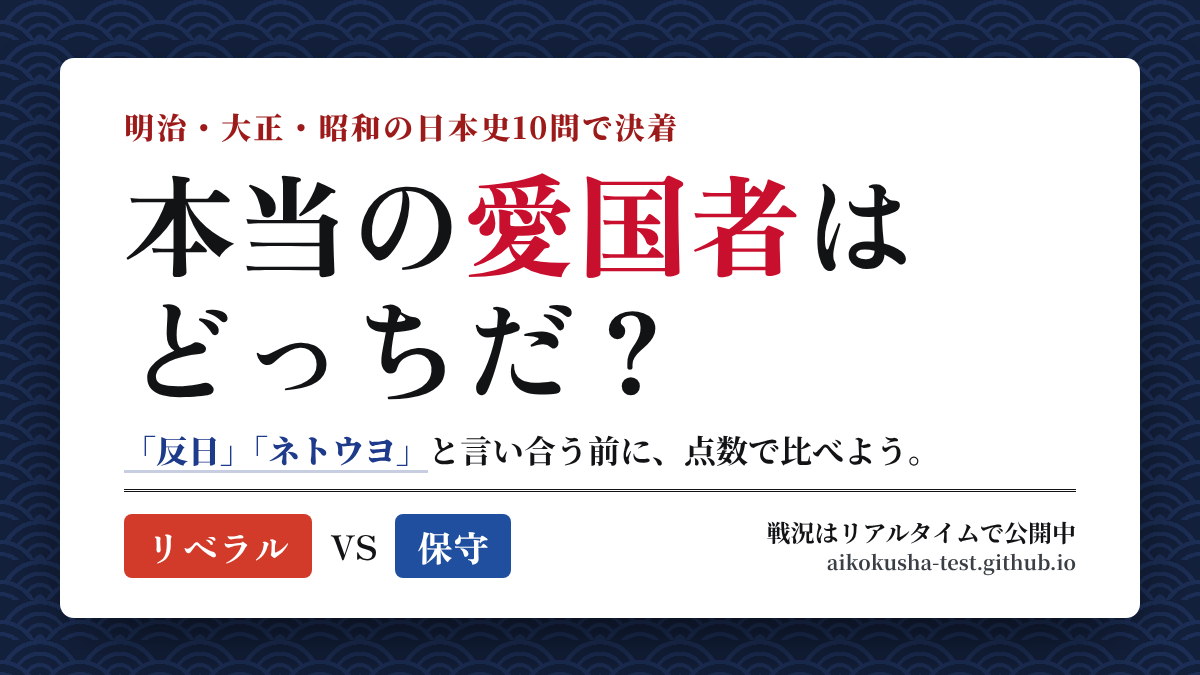 明治・大正・昭和の日本史10問で決着
本当の愛国者は
どっちだ？
「反日」「ネトウヨ」と言い合う前に、点数で比べよう。
リベラル VS 保守
戦況はリアルタイムで公開中
aikokusha-test.github.io